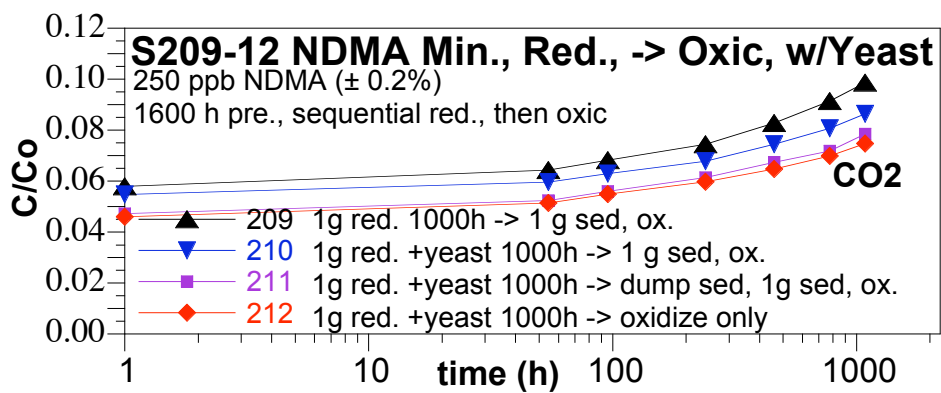 S209-12 NDMA Min., Red., -> Oxic, w/Yeast
250 ppb NDMA (± 0.2%)
1600 h pre., sequential red., then oxic
C/Co
0.12
0.10
0.08
0.06
0.04
0.02
0.00
CO2
209 1g red. 1000h -> 1 g sed, ox.
210 1g red. +yeast 1000h -> 1 g sed, ox.
211 1g red. +yeast 1000h -> dump sed, 1g sed, ox.
212 1g red. +yeast 1000h -> oxidize only
1 10 100 1000
time (h)